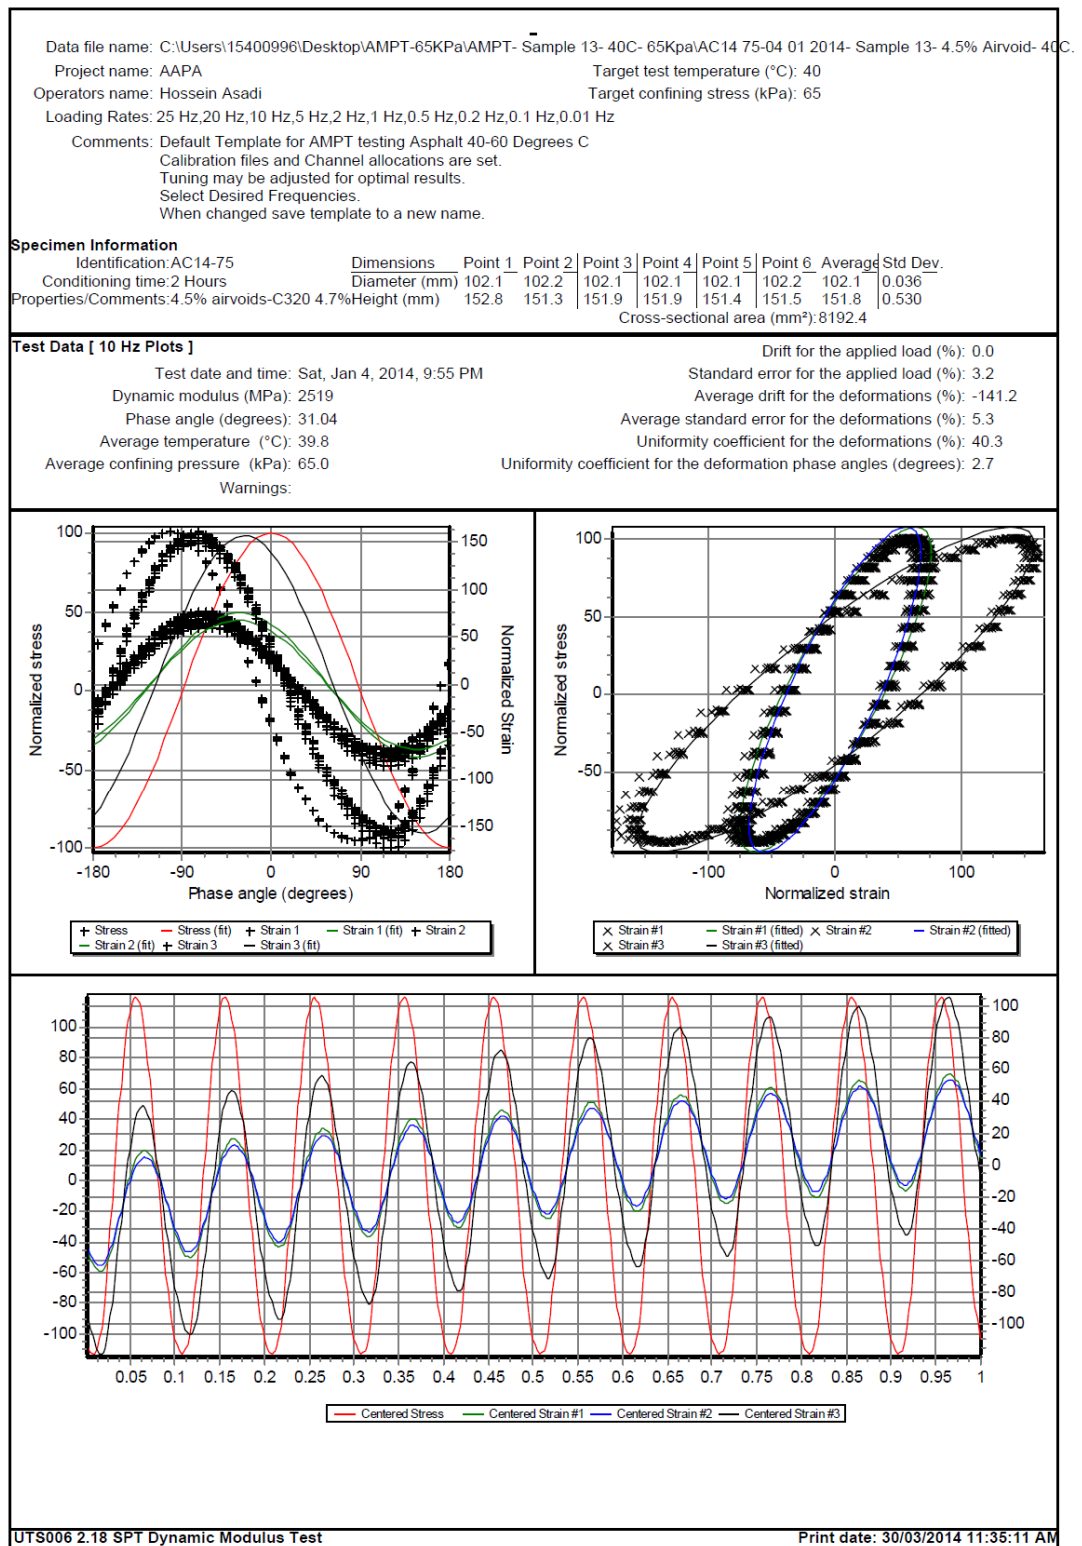 Data file name: C:\Users\15400996\Desktop\AMPT-65KPa\AMPT- Sample 13- 40C- 65Kpa\AC14 75-04 01 2014- Sample 13- 4.5% Airvoid- 40C.
Project name: AAPA Target test temperature (°C): 40
Operators name: Hossein Asadi Target confining stress (kPa): 65
Loading Rates: 25 Hz,20 Hz,10 Hz,5 Hz,2 Hz,1 Hz,0.5 Hz,0.2 Hz,0.1 Hz,0.01 Hz
Comments: Default Template for AMPT testing Asphalt 40-60 Degrees C
Calibration files and Channel allocations are set.
Tuning may be adjusted for optimal results.
Select Desired Frequencies.
When changed save template to a new name.
Specimen Information
Identification: AC14-75 Dimensions Point 1 Point 2 Point 3 Point 4 Point 5 Point 6 Average Std Dev.
Conditioning time: 2 Hours Diameter (mm) 102.1 102.2 102.1 102.1 102.1 102.2 102.1 0.036
Properties/Comments: 4.5% airvoids-C320 4.7% Height (mm) 152.8 151.3 151.9 151.9 151.4 151.5 151.8 0.530
Cross-sectional area (mm²): 8192.4
Test Data [ 10 Hz Plots ] Drift for the applied load (%): 0.0
Test date and time: Sat, Jan 4, 2014, 9:55 PM Standard error for the applied load (%): 3.2
Dynamic modulus (MPa): 2519 Average drift for the deformations (%): -141.2
Phase angle (degrees): 31.04 Average standard error for the deformations (%): 5.3
Average temperature (°C): 39.8 Uniformity coefficient for the deformations (%): 40.3
Average confining pressure (kPa): 65.0 Uniformity coefficient for the deformation phase angles (degrees): 2.7
Warnings:
Normalized stress
100
50
0
-50
-100
150
100
50
0
-50
-100
-150
Normalized Strain
-180 -90 0 90 180
Phase angle (degrees)
Stress Stress (fit) Strain 1 Strain 1 (fit) Strain 2
Strain 2 (fit) Strain 3 Strain 3 (fit)
Normalized stress
100
50
0
-50
-100 0 100
Normalized strain
Strain #1 Strain #1 (fitted) Strain #2 Strain #2 (fitted)
Strain #3 Strain #3 (fitted)
100
80
60
40
20
0
-20
-40
-60
-80
-100
100
80
60
40
20
0
-20
-40
-60
-80
-100
0.05 0.1 0.15 0.2 0.25 0.3 0.35 0.4 0.45 0.5 0.55 0.6 0.65 0.7 0.75 0.8 0.85 0.9 0.95 1
Centered Stress Centered Strain #1 Centered Strain #2 Centered Strain #3
UTS006 2.18 SPT Dynamic Modulus Test Print date: 30/03/2014 11:35:11 AM